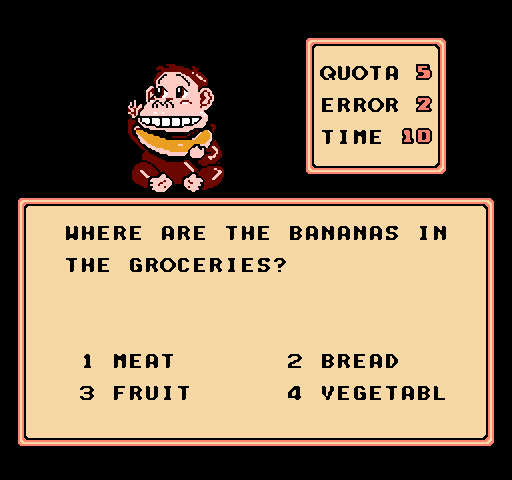 QUOTA 5
ERROR 2
TIME 10
WHERE ARE THE BANANAS IN
THE GROCERIES?
1 MEAT 2 BREAD
3 FRUIT 4 VEGETABL